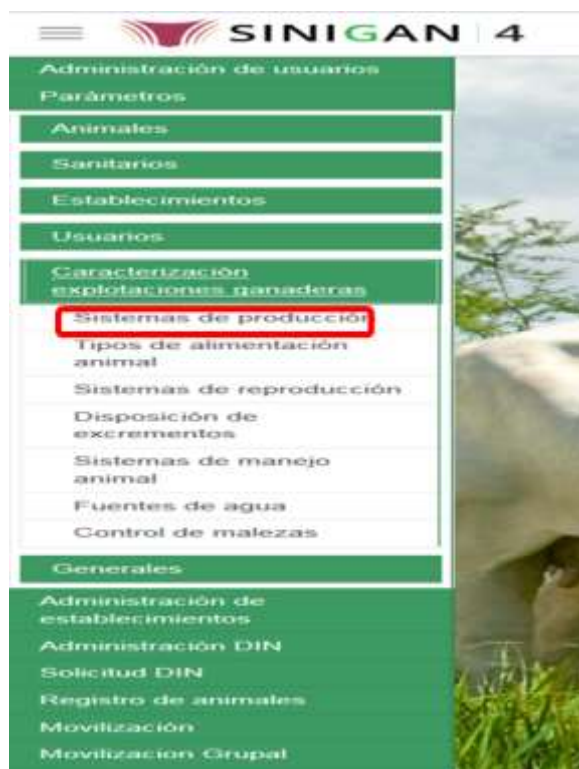 SINIGAN | 4
Administración de usuarios
Parámetros
Animales
Sanitarios
Establecimientos
Usuarios
Caracterización
explotaciones ganaderas
Sistemas de producción
Tipos de alimentación
animal
Sistemas de reproducción
Disposición de
excrementos
Sistemas de manejo
animal
Fuentes de agua
Control de malezas
Generales
Administración de
establecimientos
Administración DIN
Solicitud DIN
Registro de animales
Movilización
Movilizacion Grupal